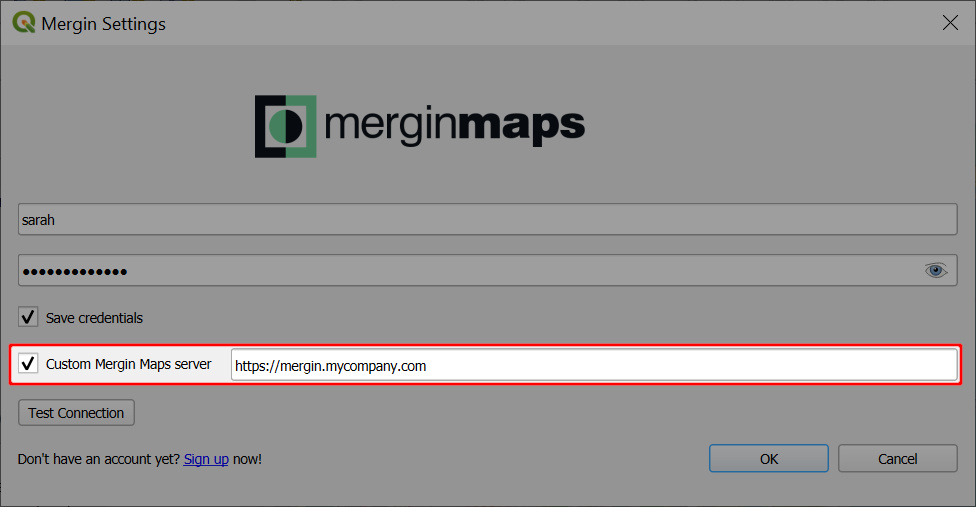 Mergin Settings
merginmaps
sarah
•••••••••••••
Save credentials
Custom Mergin Maps server https://mergin.mycompany.com
Test Connection
Don't have an account yet? Sign up now! OK Cancel